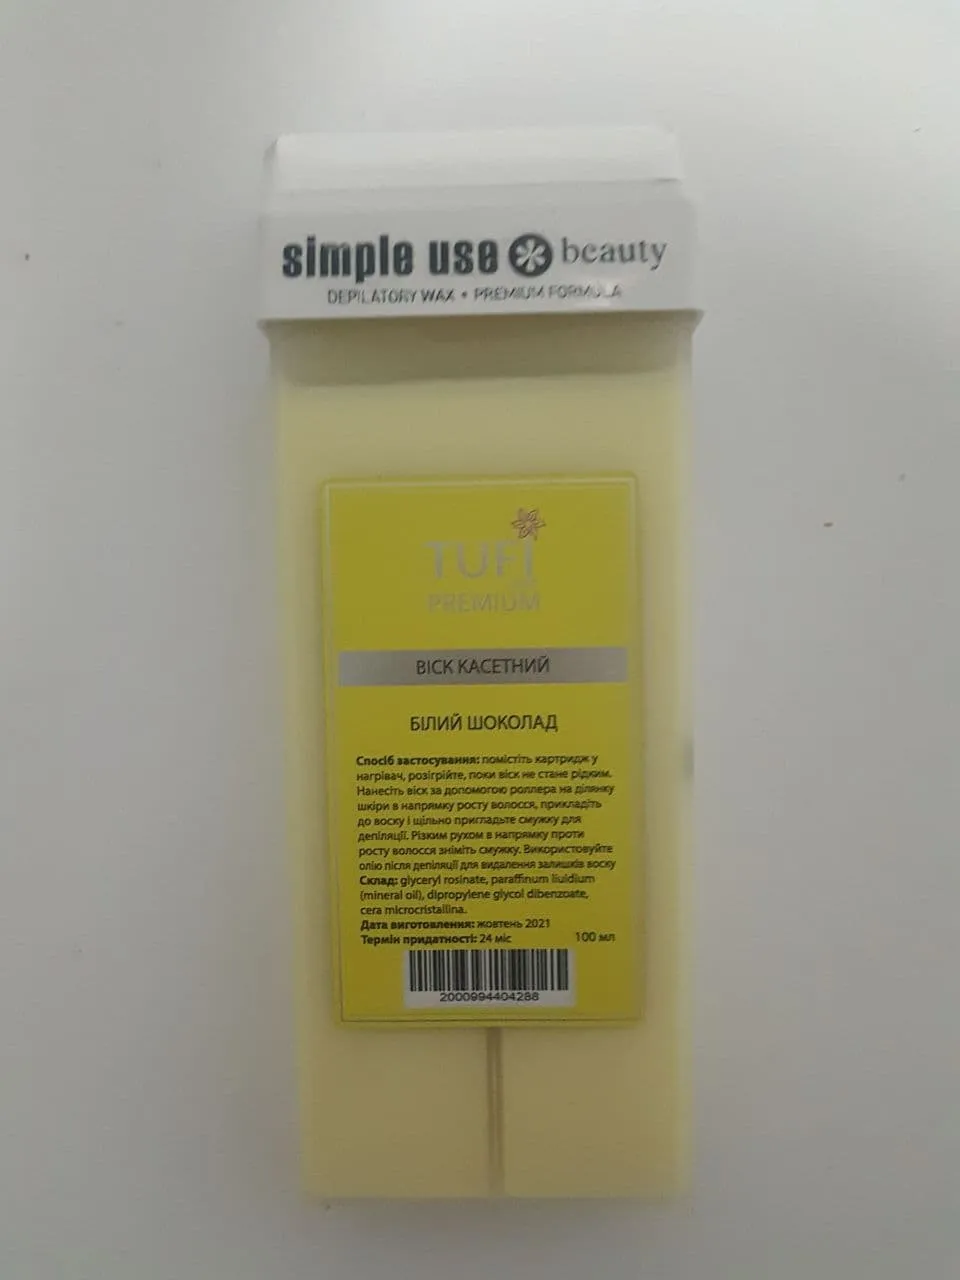 simple use beauty
DEPILATORY WAX • PREMIUM FORMULA
TUFI
PREMIUM
ВІСК КАСЕТНИЙ
БІЛИЙ ШОКОЛАД
Спосіб застосування: помістіть картридж у
нагрівач, розігрійте, поки віск не стане рідким.
Нанесіть віск за допомогою роллера на ділянку
шкіри в напрямку росту волосся, прикладіть
до воску і щільно пригладьте смужку для
депіляції. Різким рухом в напрямку проти
росту волосся зніміть смужку. Використовуйте
олію після депіляції для видалення залишків воску
Склад: glyceryl rosinate, paraffinum liuidium
(mineral oil), dipropylene glycol dibenzoate,
cera microcristallina.
Дата виготовлення: жовтень 2021
Термін придатності: 24 міс 100 мл
2000994404288